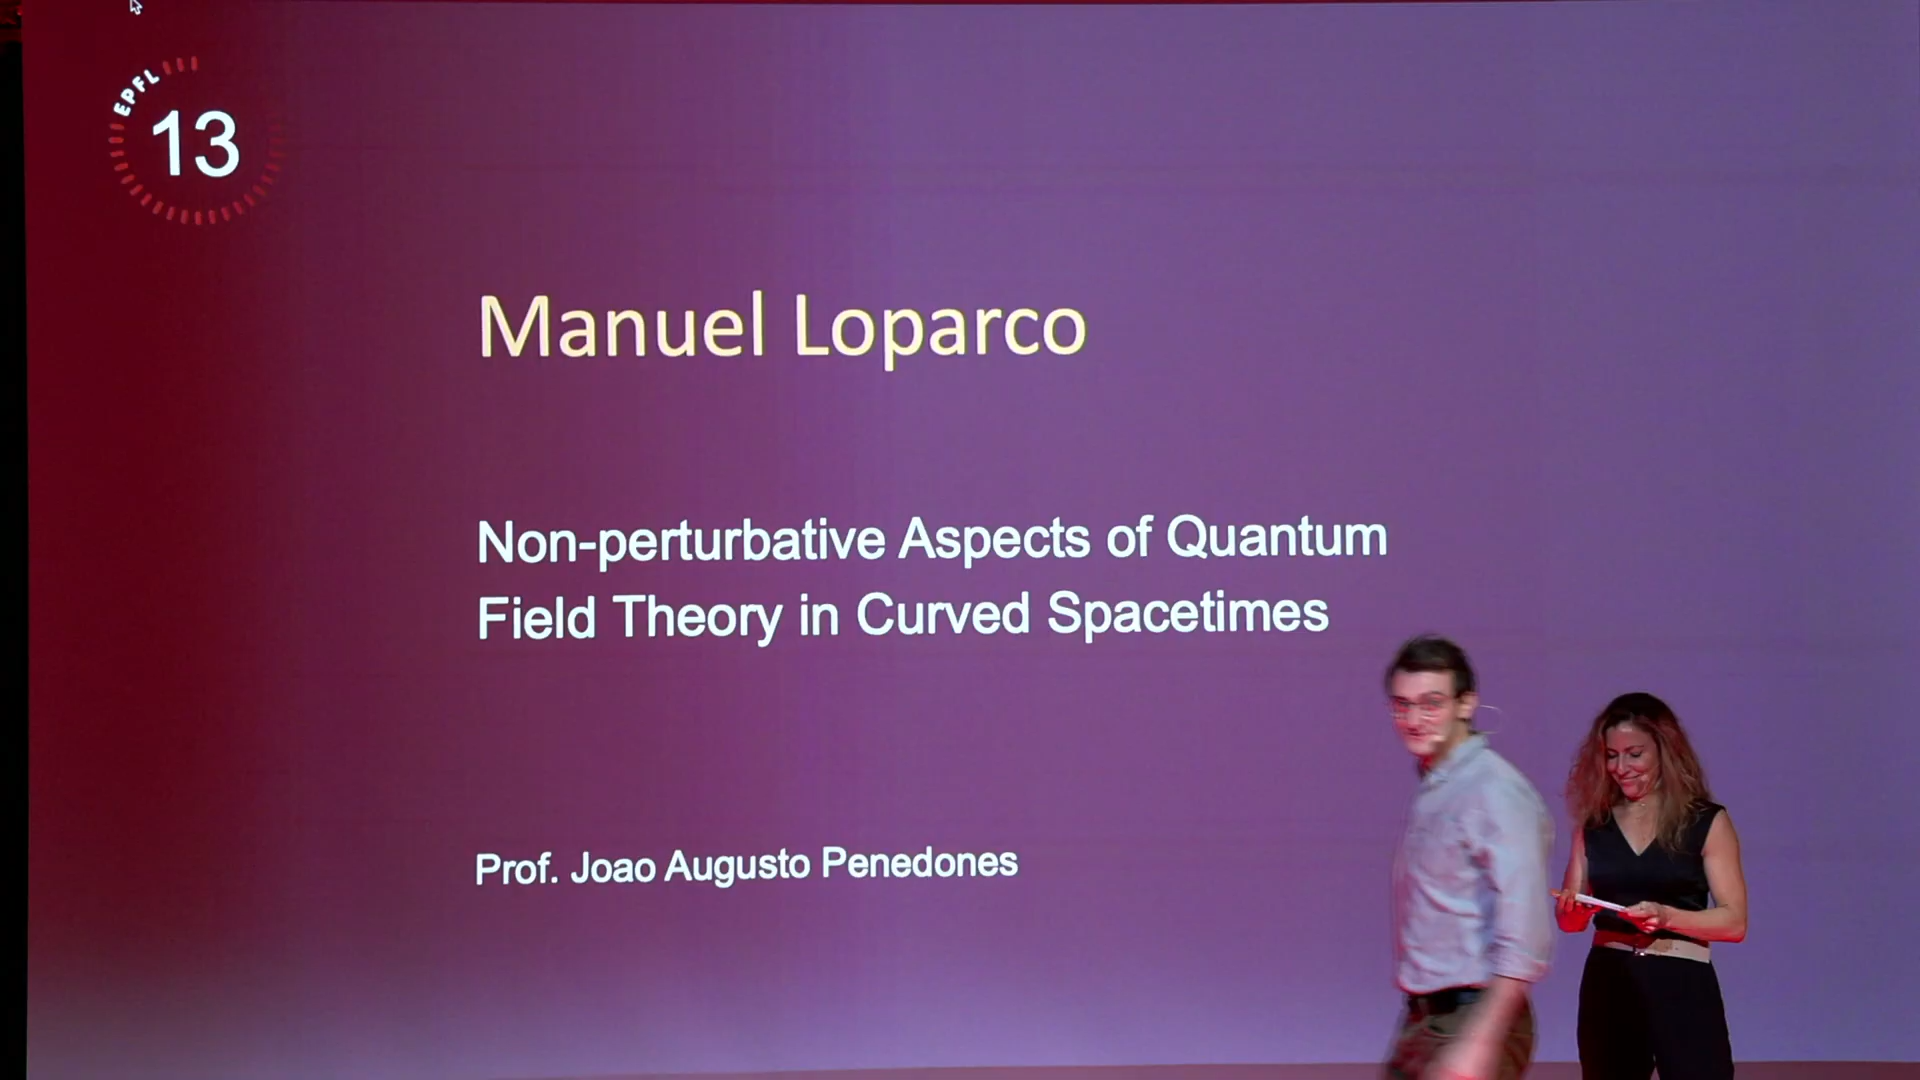 EPFL
13
Manuel Loparco
Non-perturbative Aspects of Quantum
Field Theory in Curved Spacetimes
Prof. Joao Augusto Penedones